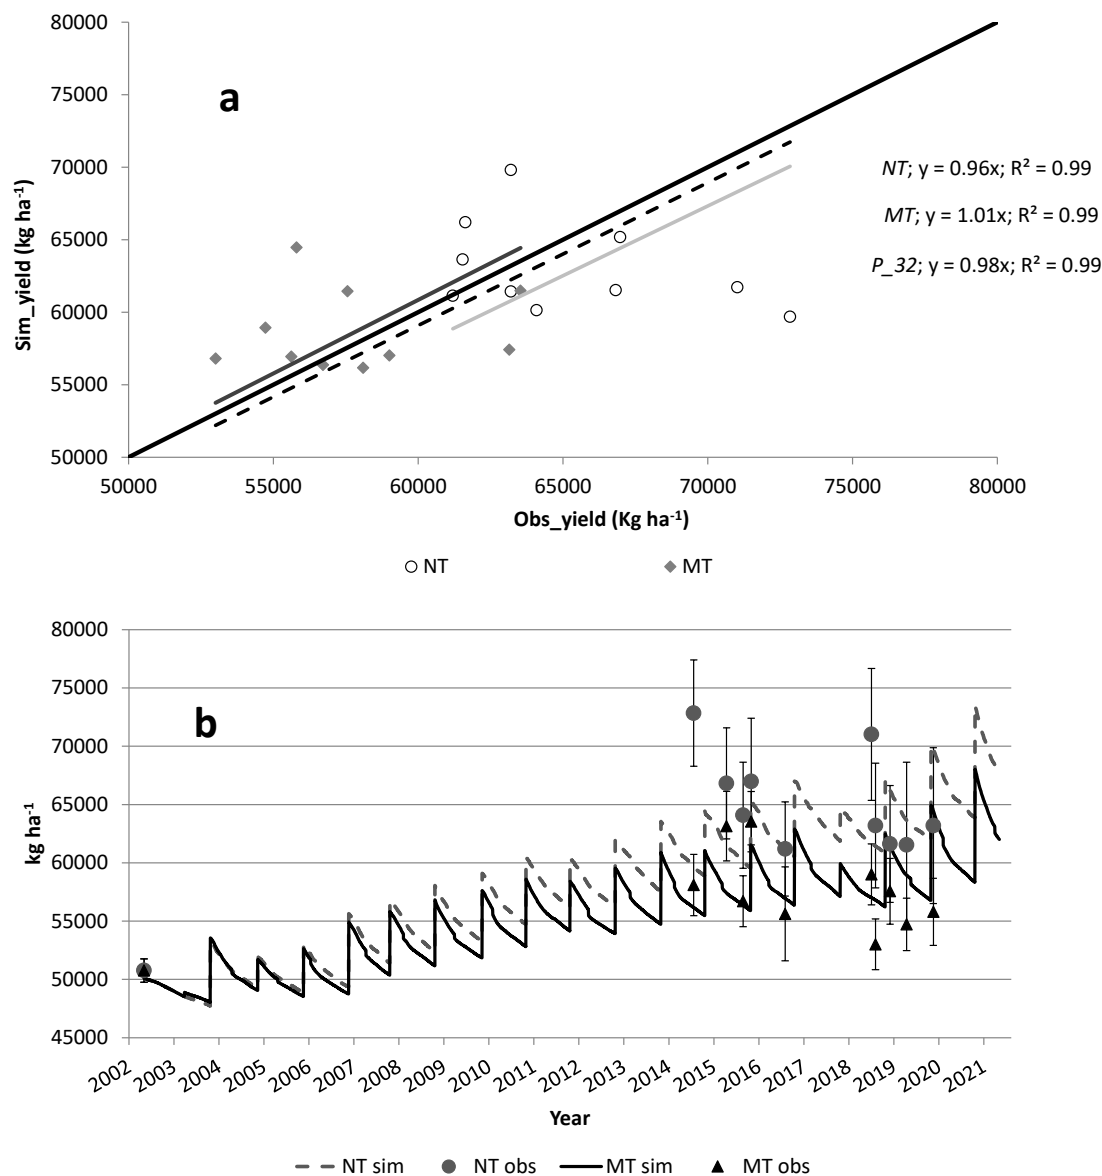 80000
75000
70000
65000
60000
55000
50000
Sim_yield (kg ha⁻¹)
a
NT; y = 0.96x; R² = 0.99
MT; y = 1.01x; R² = 0.99
P_32; y = 0.98x; R² = 0.99
50000 55000 60000 65000 70000 75000 80000
Obs_yield (Kg ha⁻¹)
NT MT
80000
75000
70000
65000
60000
55000
50000
45000
kg ha⁻¹
b
2002 2003 2004 2005 2006 2007 2008 2009 2010 2011 2012 2013 2014 2015 2016 2017 2018 2019 2020 2021
Year
NT sim NT obs MT sim MT obs